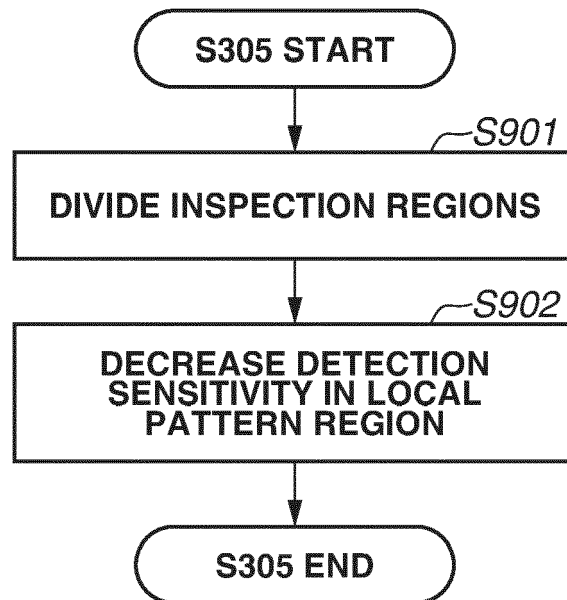 S305 START
S901
DIVIDE INSPECTION REGIONS
S902
DECREASE DETECTION
SENSITIVITY IN LOCAL
PATTERN REGION
S305 END